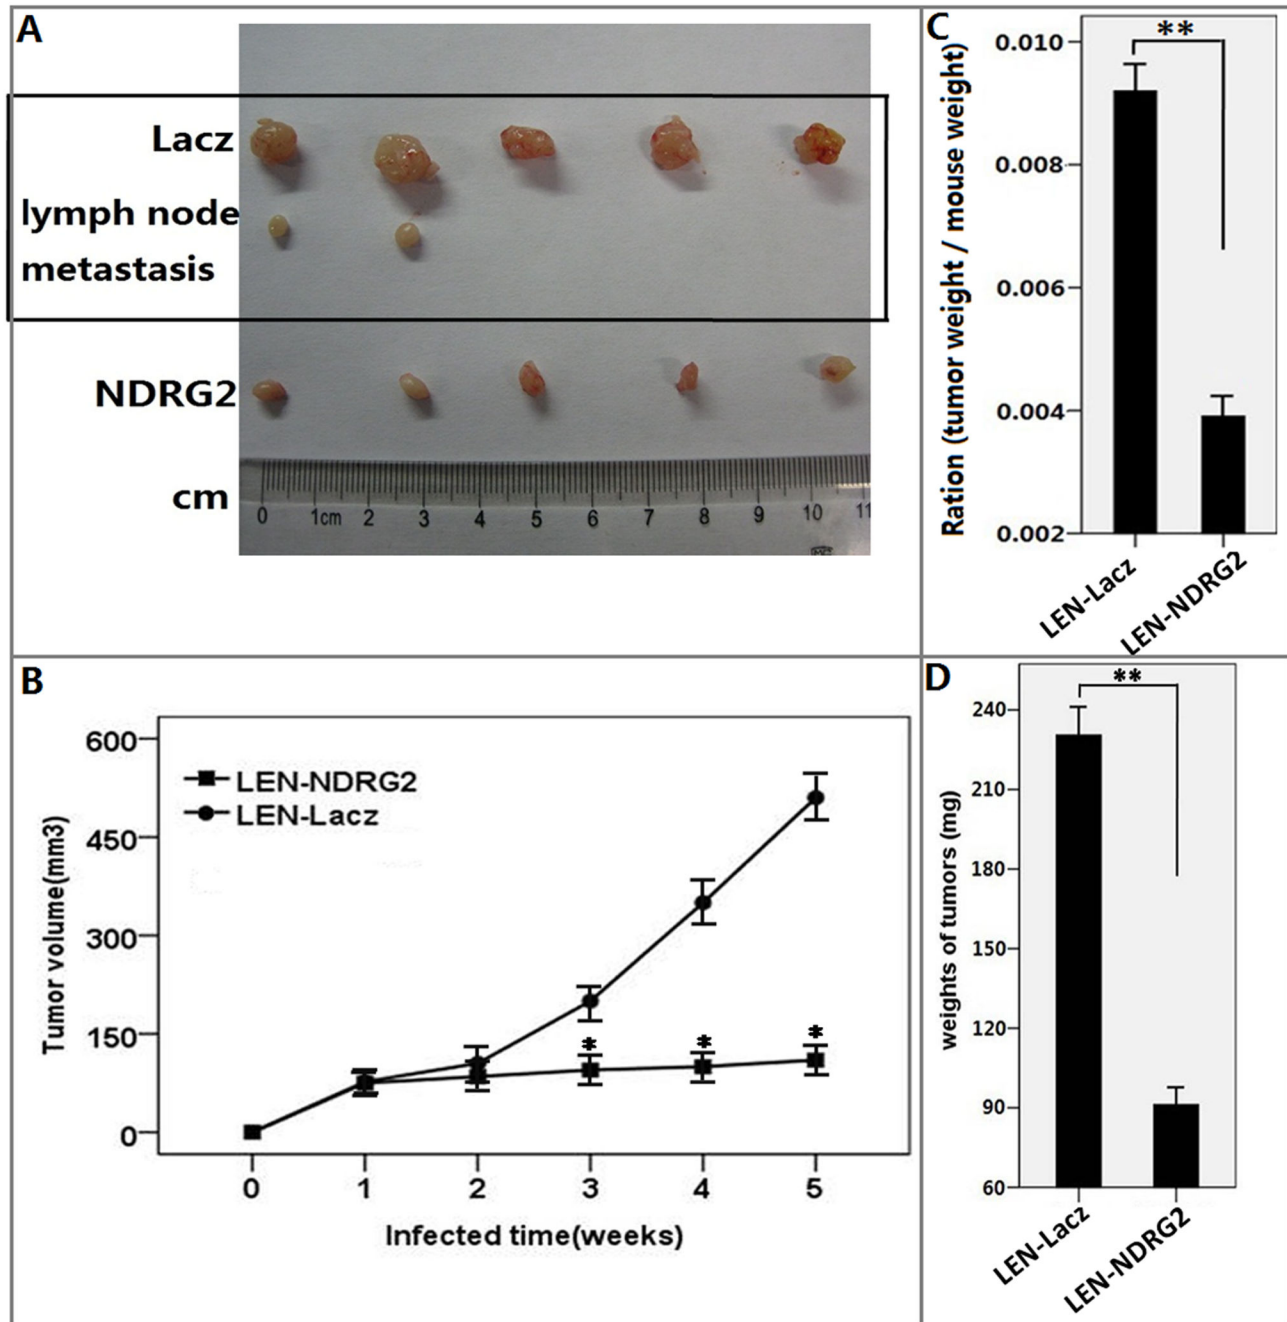 A
Lacz
lymph node
metastasis
NDRG2
cm
0 1cm 2 3 4 5 6 7 8 9 10 11
B
600
450
300
150
0
Tumor volume(mm3)
LEN-NDRG2
LEN-Lacz
* * *
0 1 2 3 4 5
Infected time(weeks)
C
Ration (tumor weight / mouse weight)
0.010
0.008
0.006
0.004
0.002
**
LEN-Lacz
LEN-NDRG2
D
weights of tumors (mg)
240
210
180
150
120
90
60
**
LEN-Lacz
LEN-NDRG2